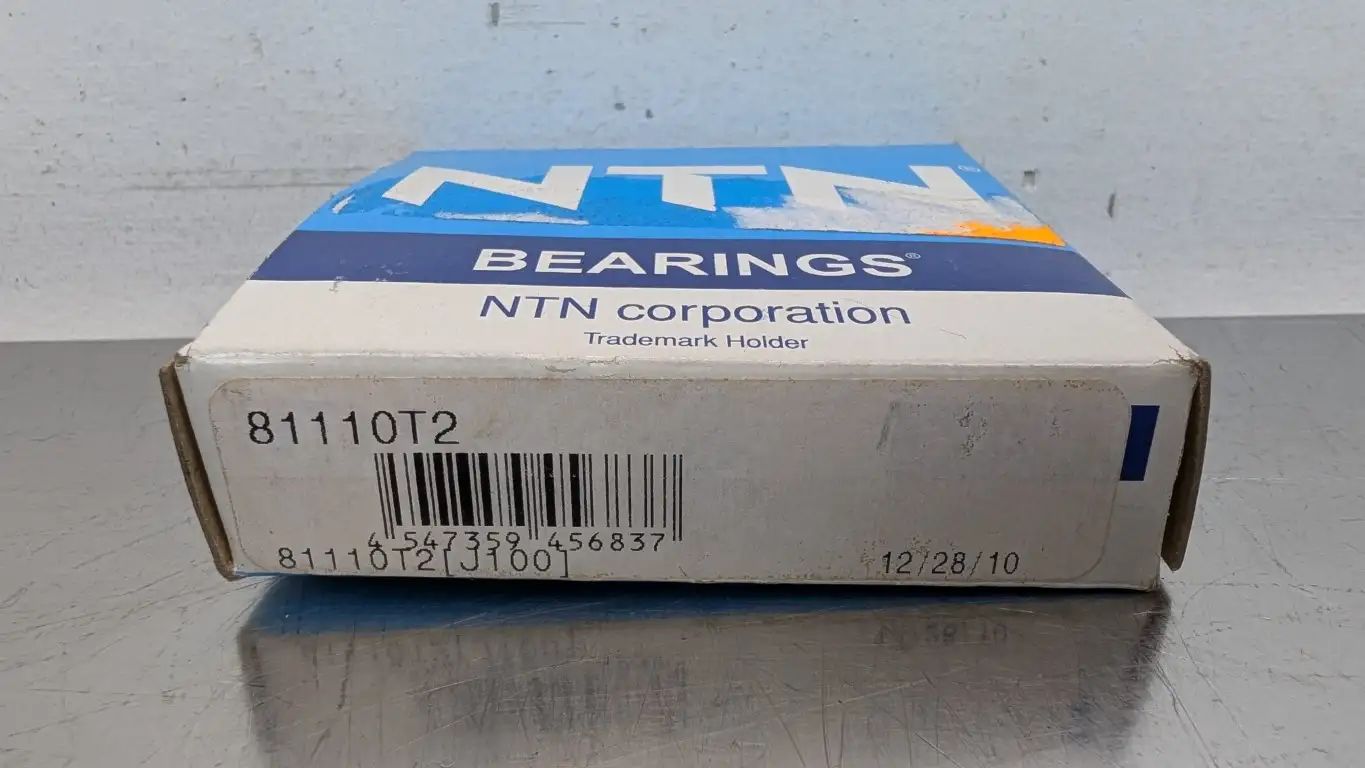 NTN®
BEARINGS®
NTN corporation
Trademark Holder
81110T2
4 547359 456837
81110T2[J100]
12/28/10